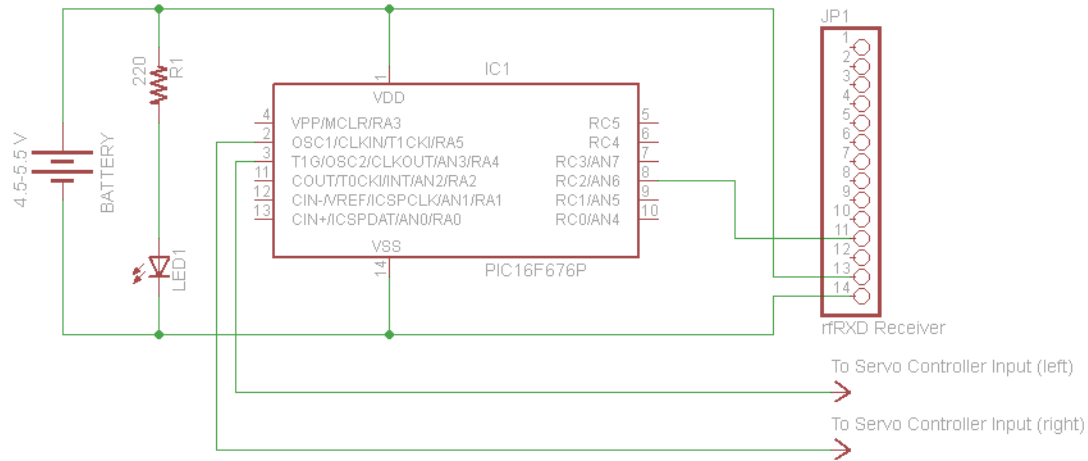 JP1
1
2
3
4
5
6
7
8
9
10
11
12
13
14
rfRXD Receiver
220
R1
4.5-5.5 V
BATTERY
LED1
IC1
1
VDD
4 VPP/MCLR/RA3
2 OSC1/CLKIN/T1CKI/RA5
3 T1G/OSC2/CLKOUT/AN3/RA4
11 COUT/T0CKI/INT/AN2/RA2
12 CIN-/VREF/ICSPCLK/AN1/RA1
13 CIN+/ICSPDAT/AN0/RA0
RC5 5
RC4 6
RC3/AN7 7
RC2/AN6 8
RC1/AN5 9
RC0/AN4 10
VSS
14
PIC16F676P
To Servo Controller Input (left)
To Servo Controller Input (right)